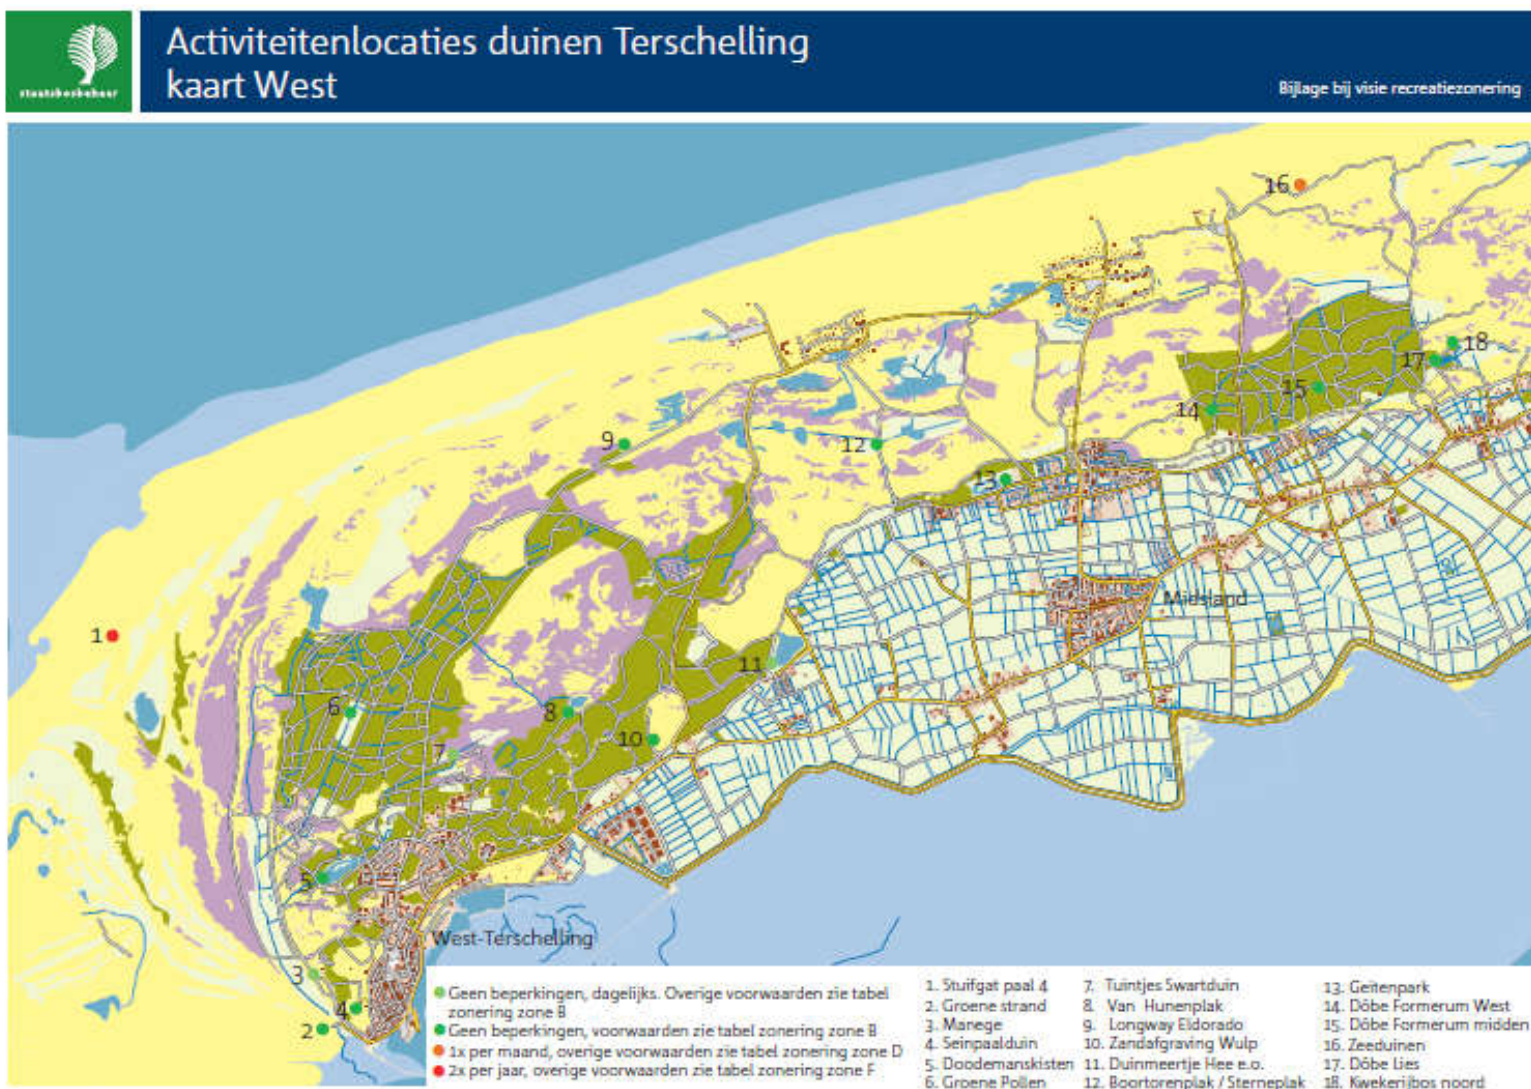 staatsbosbeheer
Activiteitenlocaties duinen Terschelling
kaart West
Bijlage bij visie recreatiezonering
16
18
17
15
14
9
12
13
Midsland
1
11
6
8
10
7
5
West-Terschelling
3
4
2
Geen beperkingen, dagelijks. Overige voorwaarden zie tabel
zonering zone B
Geen beperkingen, voorwaarden zie tabel zonering zone B
1x per maand, overige voorwaarden zie tabel zonering zone D
2x per jaar, overige voorwaarden zie tabel zonering zone F
1. Stuifgat paal 4
2. Groene strand
3. Manege
4. Seinpaalduin
5. Doodemanskisten
6. Groene Pollen
7. Tuintjes Swartduin
8. Van Hunenplak
9. Longway Eldorado
10. Zandafgraving Wulp
11. Duinmeertje Hee e.o.
12. Boortorenplak / Sterneplak
13. Geitenpark
14. Dôbe Formerum West
15. Dôbe Formerum midden
16. Zeeduinen
17. Dôbe Lies
18. Kwekerijbos noord